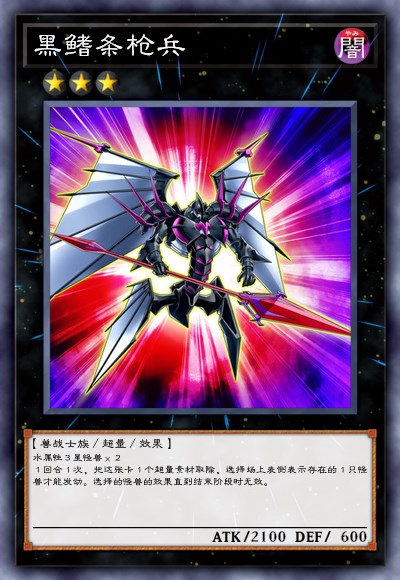 黑鳍条枪兵
やみ
闇
【兽战士族／超量／效果】
水属性３星怪兽×２
１回合１次，把这张卡１个超量素材取除，选择场上表侧表示存在的１只怪
兽才能发动。选择的怪兽的效果直到结束阶段时无效。
ATK/2100 DEF/ 600